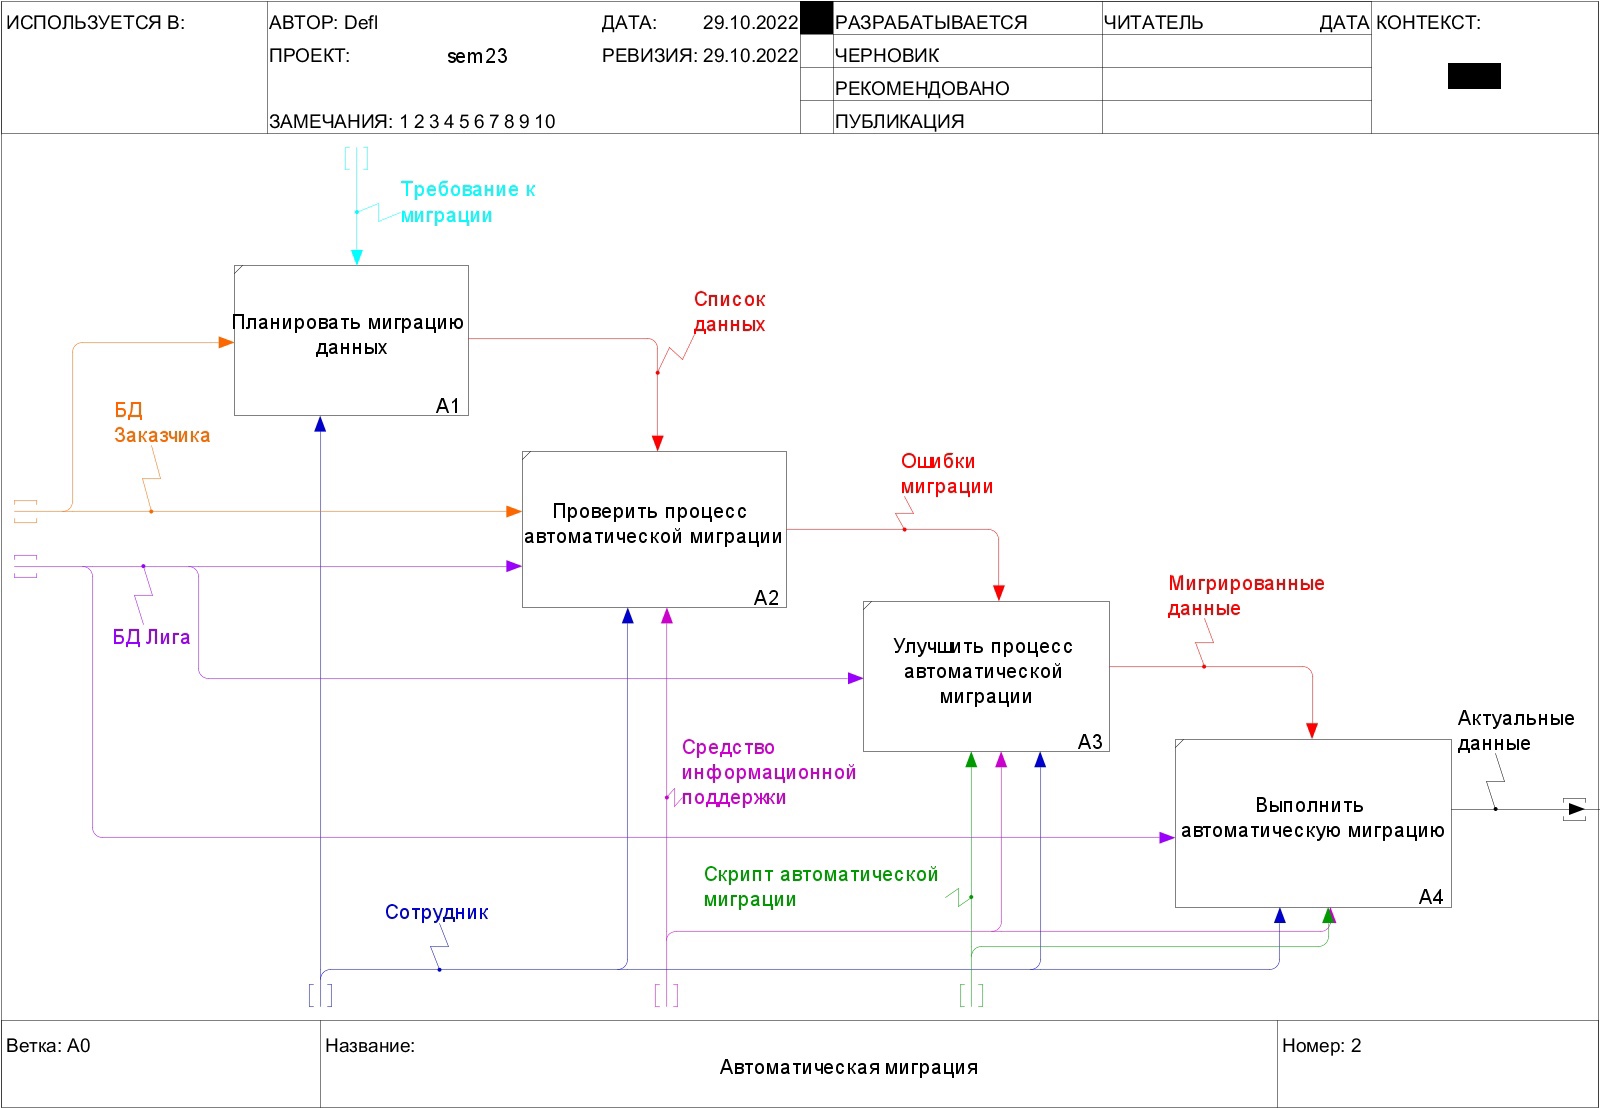 ИСПОЛЬЗУЕТСЯ В:
АВТОР: Defl
ДАТА: 29.10.2022
РАЗРАБАТЫВАЕТСЯ
ЧИТАТЕЛЬ
ДАТА
КОНТЕКСТ:
ПРОЕКТ: sem23
РЕВИЗИЯ: 29.10.2022
ЧЕРНОВИК
РЕКОМЕНДОВАНО
ЗАМЕЧАНИЯ: 1 2 3 4 5 6 7 8 9 10
ПУБЛИКАЦИЯ
Требование к
миграции
Планировать миграцию
данных
A1
Список
данных
БД
Заказчика
Проверить процесс
автоматической миграции
A2
Ошибки
миграции
БД Лига
Улучшить процесс
автоматической
миграции
A3
Мигрированные
данные
Средство
информационной
поддержки
Актуальные
данные
Выполнить
автоматическую миграцию
A4
Скрипт автоматической
миграции
Сотрудник
Ветка: A0
Название:
Автоматическая миграция
Номер: 2